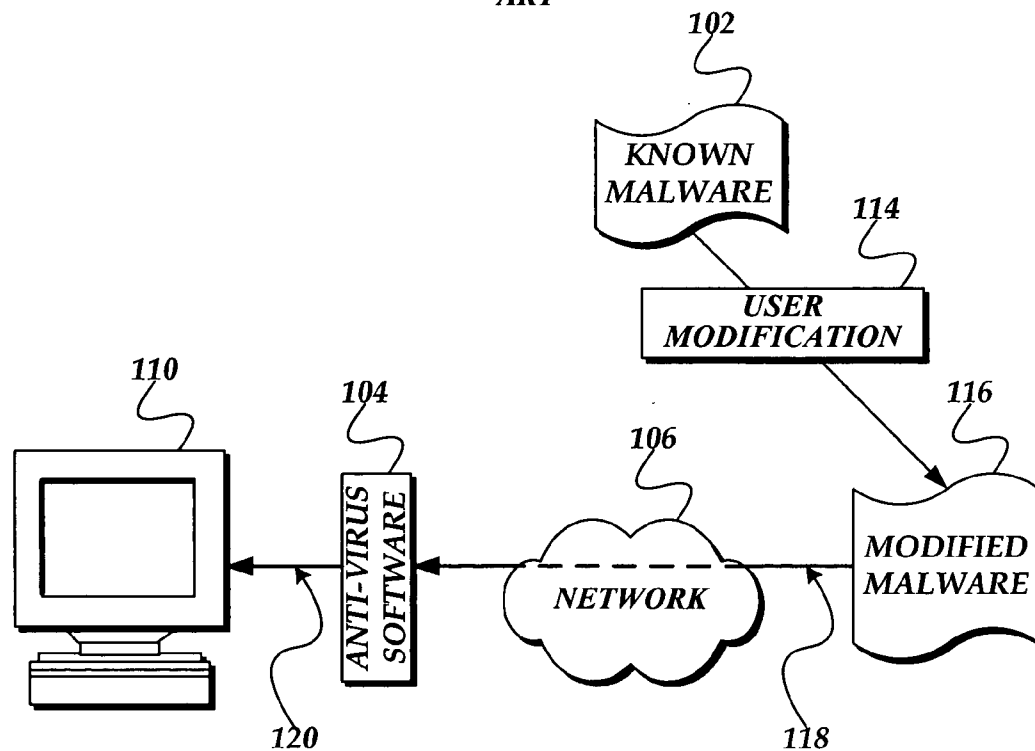 ART
102
KNOWN
MALWARE
114
USER
MODIFICATION
110
104
106
116
ANTI-VIRUS
SOFTWARE
NETWORK
MODIFIED
MALWARE
120
118